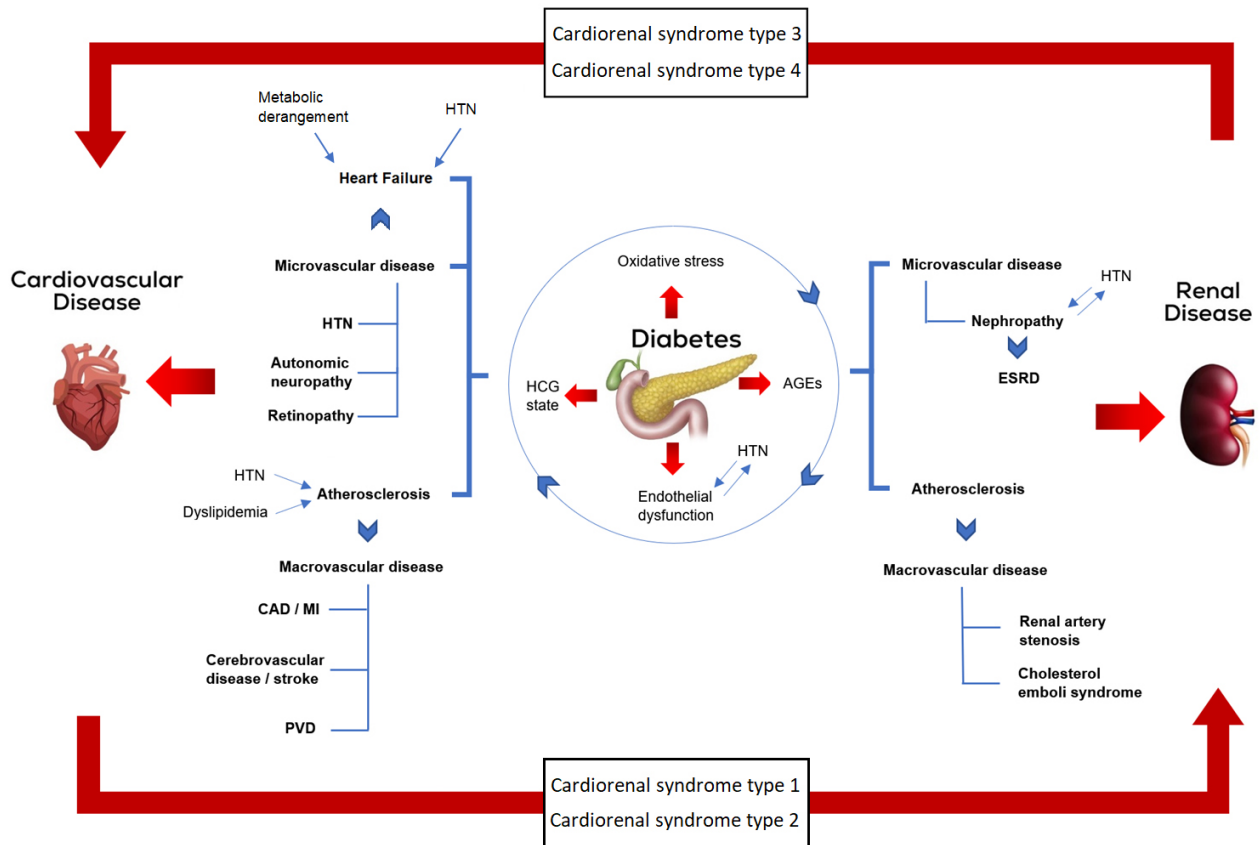 Cardiorenal syndrome type 3
Cardiorenal syndrome type 4
Metabolic
derangement
HTN
Heart Failure
Microvascular disease
HTN
Autonomic
neuropathy
Retinopathy
Cardiovascular
Disease
HTN
Dyslipidemia
Atherosclerosis
Macrovascular disease
CAD / MI
Cerebrovascular
disease / stroke
PVD
Oxidative stress
Diabetes
HCG
state
AGEs
HTN
Endothelial
dysfunction
Microvascular disease
HTN
Nephropathy
ESRD
Renal
Disease
Atherosclerosis
Macrovascular disease
Renal artery
stenosis
Cholesterol
emboli syndrome
Cardiorenal syndrome type 1
Cardiorenal syndrome type 2